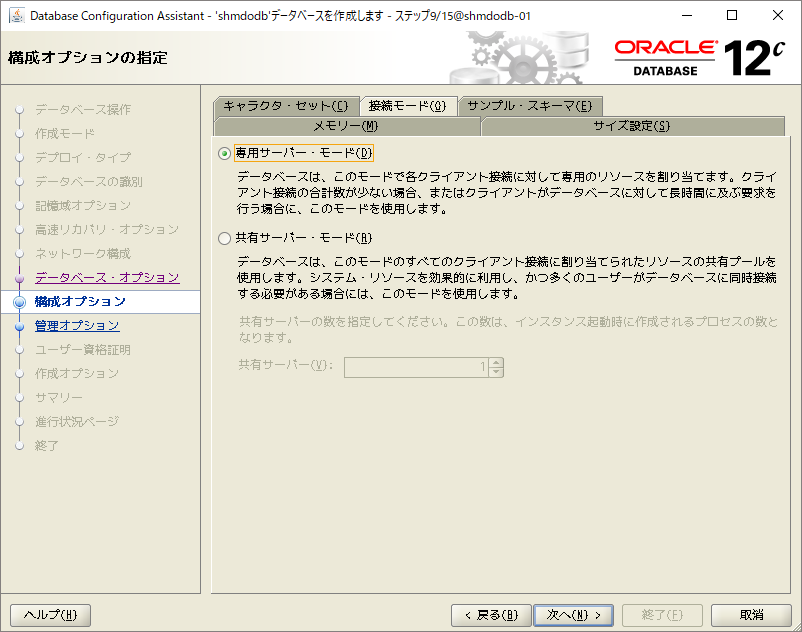 Database Configuration Assistant - 'shmdodb'データベースを作成します - ステップ9/15@shmdodb-01
構成オプションの指定
ORACLE
DATABASE
12c
データベース操作
作成モード
デプロイ・タイプ
データベースの識別
記憶域オプション
高速リカバリ・オプション
ネットワーク構成
データベース・オプション
構成オプション
管理オプション
ユーザー資格証明
作成オプション
サマリー
進行状況ページ
終了
キャラクタ・セット(C) 接続モード(O) サンプル・スキーマ(E)
メモリー(M) サイズ設定(S)
専用サーバー・モード(D)
データベースは、このモードで各クライアント接続に対して専用のリソースを割り当てます。クライ
アント接続の合計数が少ない場合、またはクライアントがデータベースに対して長時間に及ぶ要求を
行う場合に、このモードを使用します。
共有サーバー・モード(R)
データベースは、このモードのすべてのクライアント接続に割り当てられたリソースの共有プールを
使用します。システム・リソースを効果的に利用し、かつ多くのユーザーがデータベースに同時接続
する必要がある場合には、このモードを使用します。
共有サーバーの数を指定してください。この数は、インスタンス起動時に作成されるプロセスの数と
なります。
共有サーバー(V): 1
ヘルプ(H) < 戻る(B) 次へ(N) > 終了(F) 取消